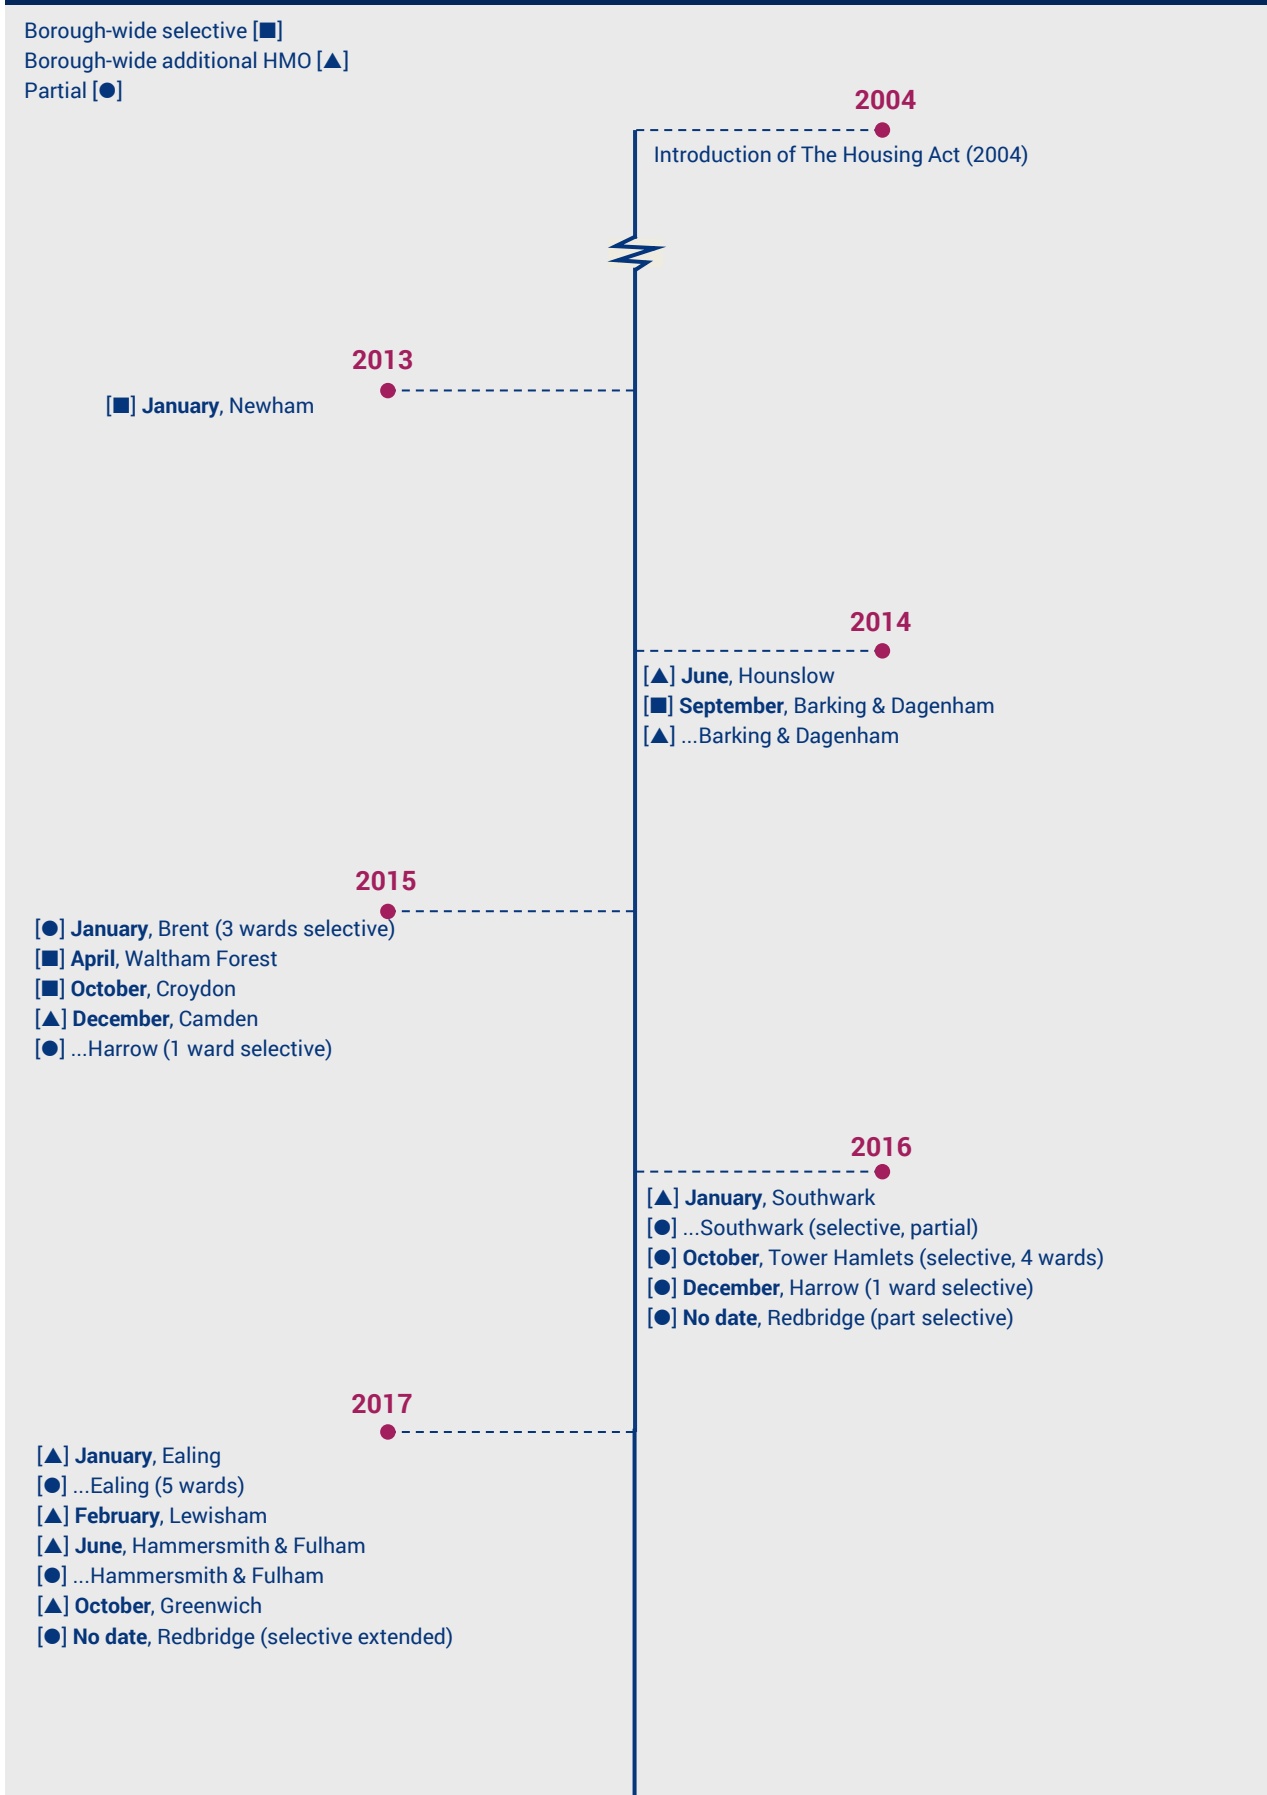 Borough-wide selective [■]
Borough-wide additional HMO [▲]
Partial [●]
2004
Introduction of The Housing Act (2004)
2013
[■] January, Newham
2014
[▲] June, Hounslow
[■] September, Barking & Dagenham
[▲] ...Barking & Dagenham
2015
[●] January, Brent (3 wards selective)
[■] April, Waltham Forest
[■] October, Croydon
[▲] December, Camden
[●] ...Harrow (1 ward selective)
2016
[▲] January, Southwark
[●] ...Southwark (selective, partial)
[●] October, Tower Hamlets (selective, 4 wards)
[●] December, Harrow (1 ward selective)
[●] No date, Redbridge (part selective)
2017
[▲] January, Ealing
[●] ...Ealing (5 wards)
[▲] February, Lewisham
[▲] June, Hammersmith & Fulham
[●] ...Hammersmith & Fulham
[▲] October, Greenwich
[●] No date, Redbridge (selective extended)